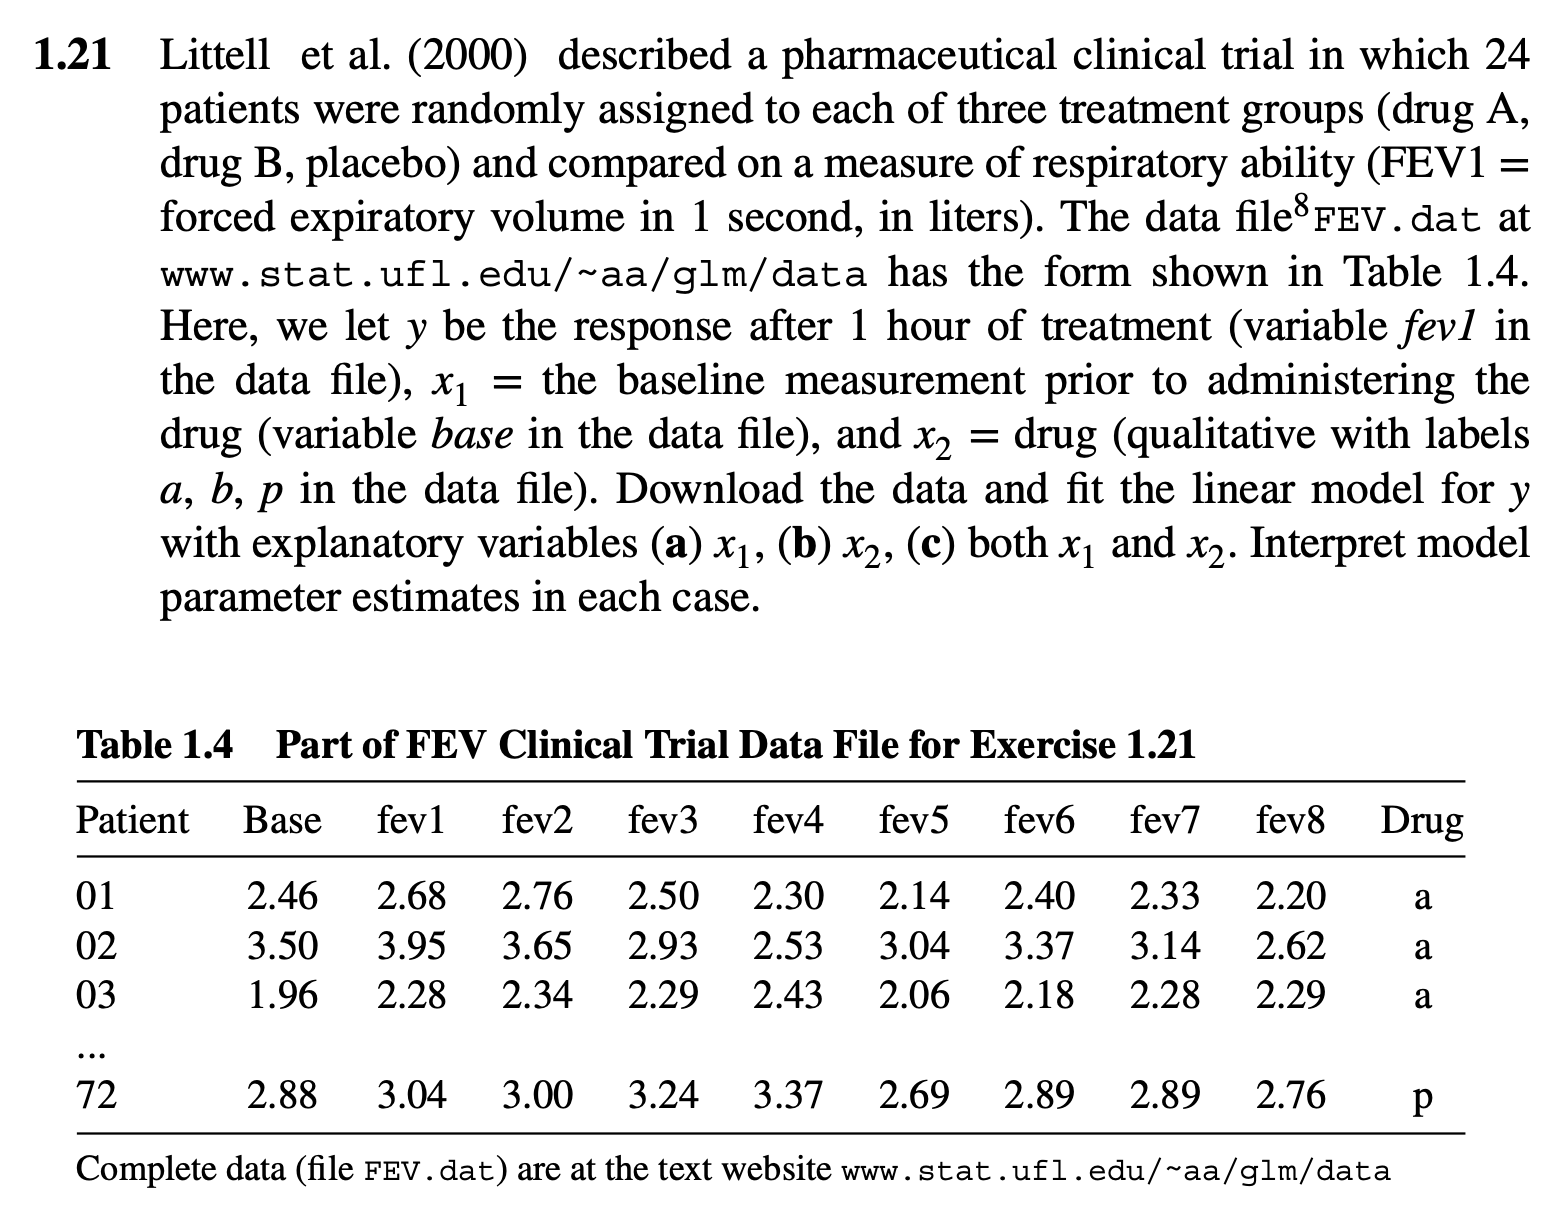 1.21 Littell et al. (2000) described a pharmaceutical clinical trial in which 24
patients were randomly assigned to each of three treatment groups (drug A,
drug B, placebo) and compared on a measure of respiratory ability (FEV1 =
forced expiratory volume in 1 second, in liters). The data file⁸FEV.dat at
www.stat.ufl.edu/~aa/glm/data has the form shown in Table 1.4.
Here, we let y be the response after 1 hour of treatment (variable fev1 in
the data file), x₁ = the baseline measurement prior to administering the
drug (variable base in the data file), and x₂ = drug (qualitative with labels
a, b, p in the data file). Download the data and fit the linear model for y
with explanatory variables (a) x₁, (b) x₂, (c) both x₁ and x₂. Interpret model
parameter estimates in each case.
Table 1.4 Part of FEV Clinical Trial Data File for Exercise 1.21
Patient Base fev1 fev2 fev3 fev4 fev5 fev6 fev7 fev8 Drug
01 2.46 2.68 2.76 2.50 2.30 2.14 2.40 2.33 2.20 a
02 3.50 3.95 3.65 2.93 2.53 3.04 3.37 3.14 2.62 a
03 1.96 2.28 2.34 2.29 2.43 2.06 2.18 2.28 2.29 a
...
72 2.88 3.04 3.00 3.24 3.37 2.69 2.89 2.89 2.76 p
Complete data (file FEV.dat) are at the text website www.stat.ufl.edu/~aa/glm/data